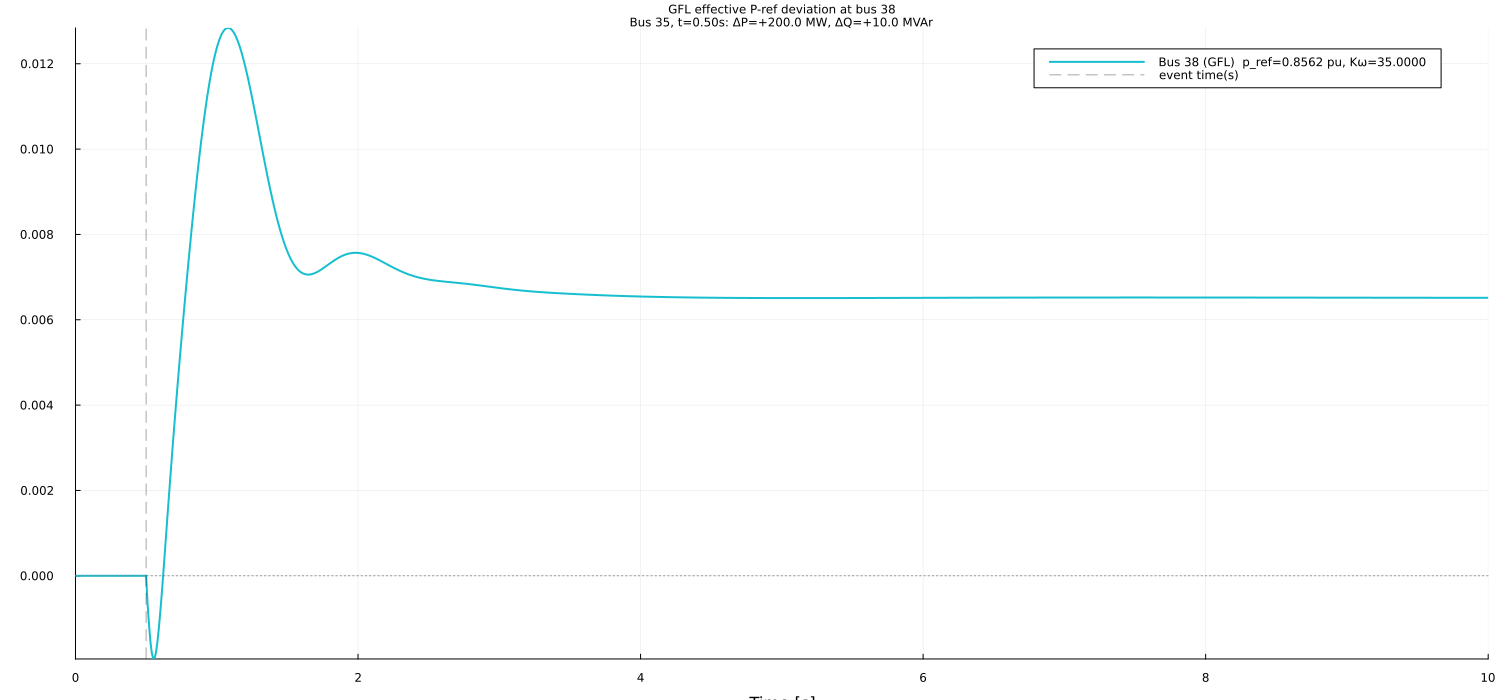 GFL effective P-ref deviation at bus 38
Bus 35, t=0.50s: ΔP=+200.0 MW, ΔQ=+10.0 MVAr
Bus 38 (GFL)  p_ref=0.8562 pu, Kω=35.0000
event time(s)
0.012
0.010
0.008
0.006
0.004
0.002
0.000
0
2
4
6
8
10
Time [s]